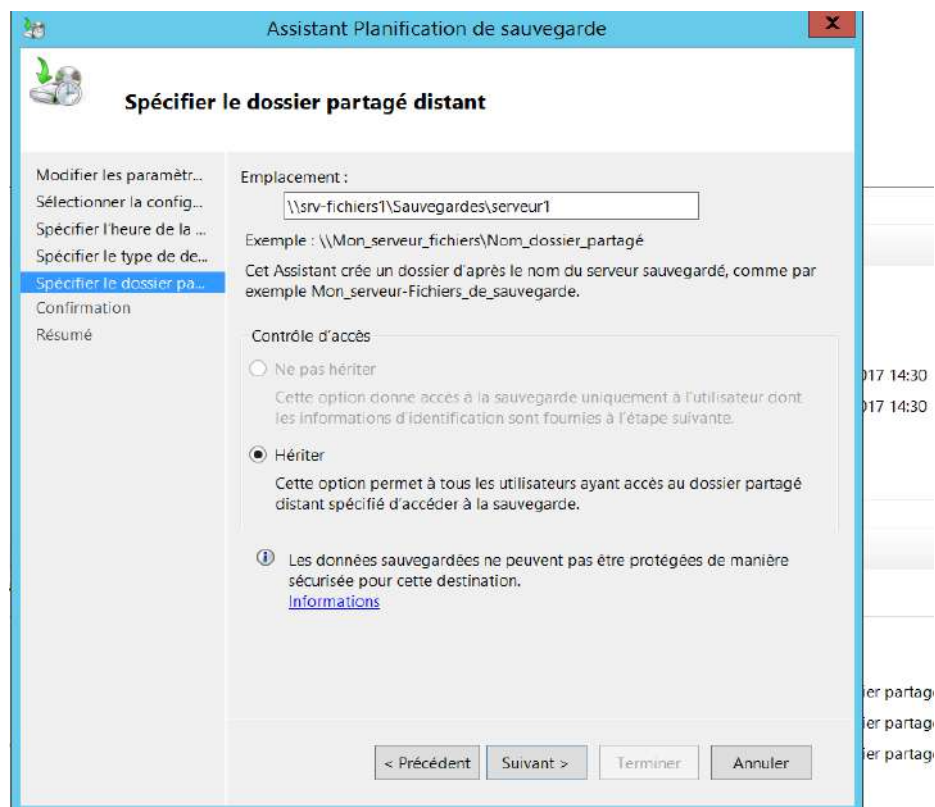 Assistant Planification de sauvegarde
x
Spécifier le dossier partagé distant
Modifier les paramètr...
Sélectionner la config...
Spécifier l'heure de la ...
Spécifier le type de de...
Spécifier le dossier pa...
Confirmation
Résumé
Emplacement :
\\srv-fichiers1\Sauvegardes\serveur1
Exemple : \\Mon_serveur_fichiers\Nom_dossier_partagé
Cet Assistant crée un dossier d'après le nom du serveur sauvegardé, comme par
exemple Mon_serveur-Fichiers_de_sauvegarde.
Contrôle d'accès
Ne pas hériter
Cette option donne accès à la sauvegarde uniquement à l'utilisateur dont
les informations d'identification sont fournies à l'étape suivante.
Hériter
Cette option permet à tous les utilisateurs ayant accès au dossier partagé
distant spécifié d'accéder à la sauvegarde.
Les données sauvegardées ne peuvent pas être protégées de manière
sécurisée pour cette destination.
Informations
< Précédent
Suivant >
Terminer
Annuler
017 14:30
017 14:30
ier partag
ier partag
ier partag